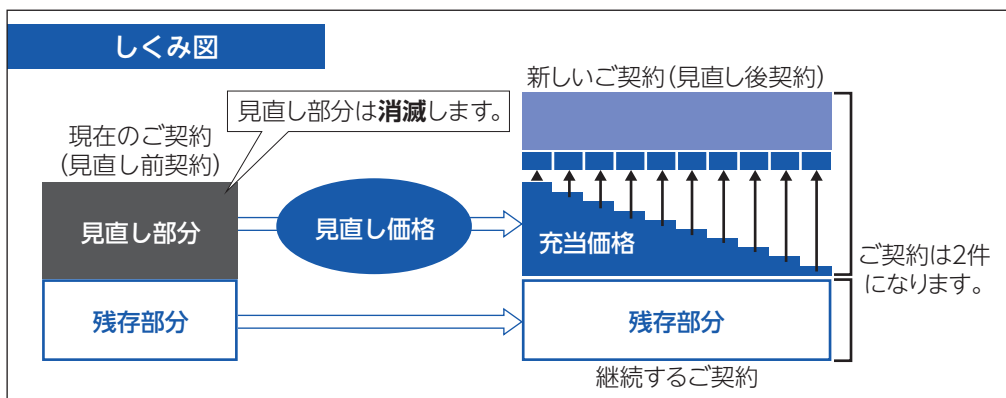 しくみ図
新しいご契約(見直し後契約)
見直し部分は消滅します。
現在のご契約
(見直し前契約)
見直し部分
見直し価格
充当価格
ご契約は2件
になります。
残存部分
残存部分
継続するご契約